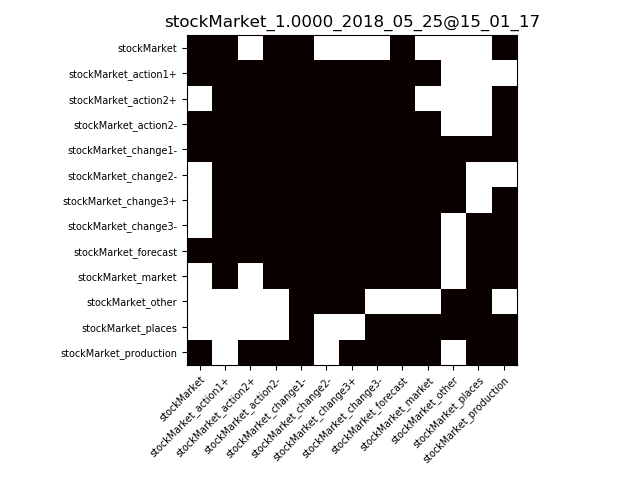 stockMarket_1.0000_2018_05_25@15_01_17
stockMarket
stockMarket_action1+
stockMarket_action2+
stockMarket_action2-
stockMarket_change1-
stockMarket_change2-
stockMarket_change3+
stockMarket_change3-
stockMarket_forecast
stockMarket_market
stockMarket_other
stockMarket_places
stockMarket_production
stockMarket
stockMarket_action1+
stockMarket_action2+
stockMarket_action2-
stockMarket_change1-
stockMarket_change2-
stockMarket_change3+
stockMarket_change3-
stockMarket_forecast
stockMarket_market
stockMarket_other
stockMarket_places
stockMarket_production